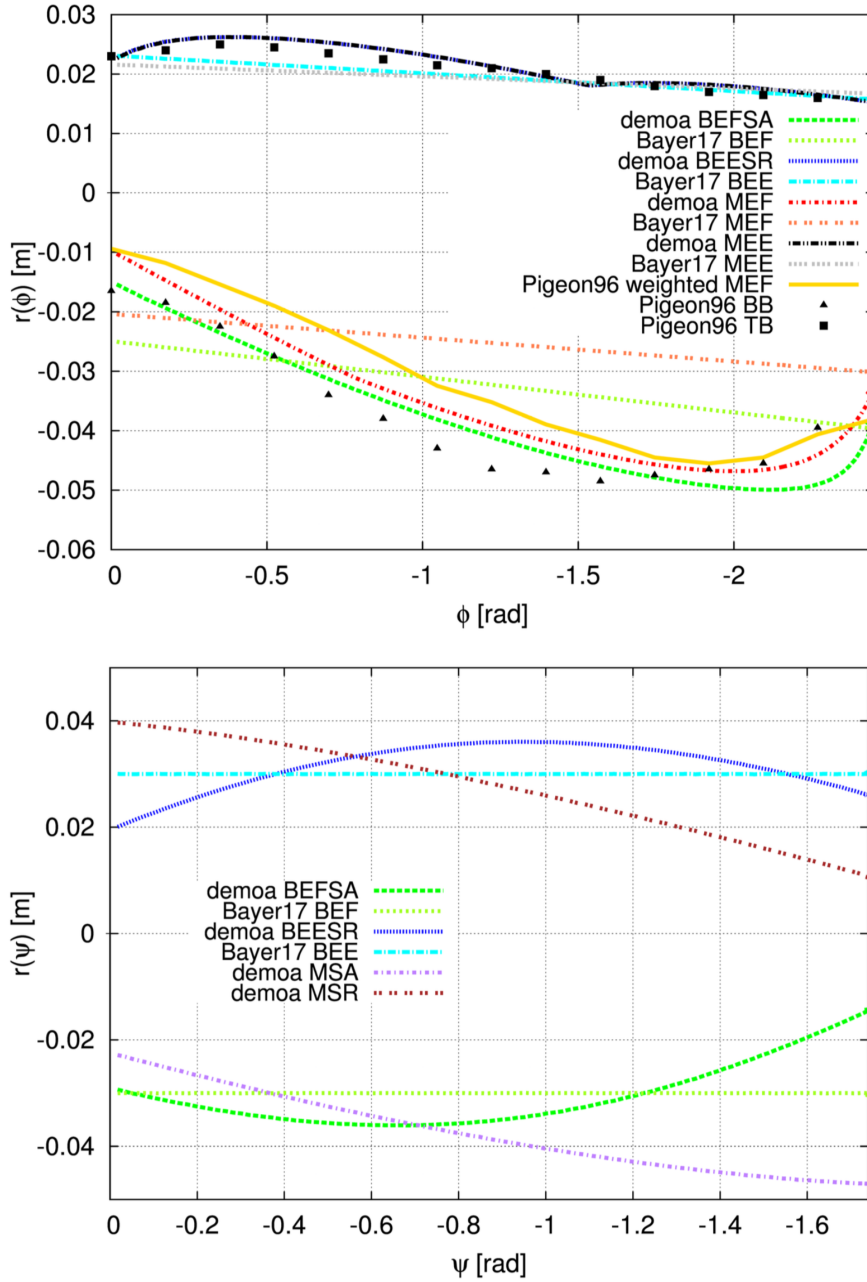 0.03
0.02
0.01
0
-0.01
-0.02
-0.03
-0.04
-0.05
-0.06
r(ϕ) [m]
demoa BEFSA
Bayer17 BEF
demoa BEESR
Bayer17 BEE
demoa MEF
Bayer17 MEF
demoa MEE
Bayer17 MEE
Pigeon96 weighted MEF
Pigeon96 BB
Pigeon96 TB
0 -0.5 -1 -1.5 -2
ϕ [rad]
0.04
0.02
0
-0.02
-0.04
r(ψ) [m]
demoa BEFSA
Bayer17 BEF
demoa BEESR
Bayer17 BEE
demoa MSA
demoa MSR
0 -0.2 -0.4 -0.6 -0.8 -1 -1.2 -1.4 -1.6
ψ [rad]